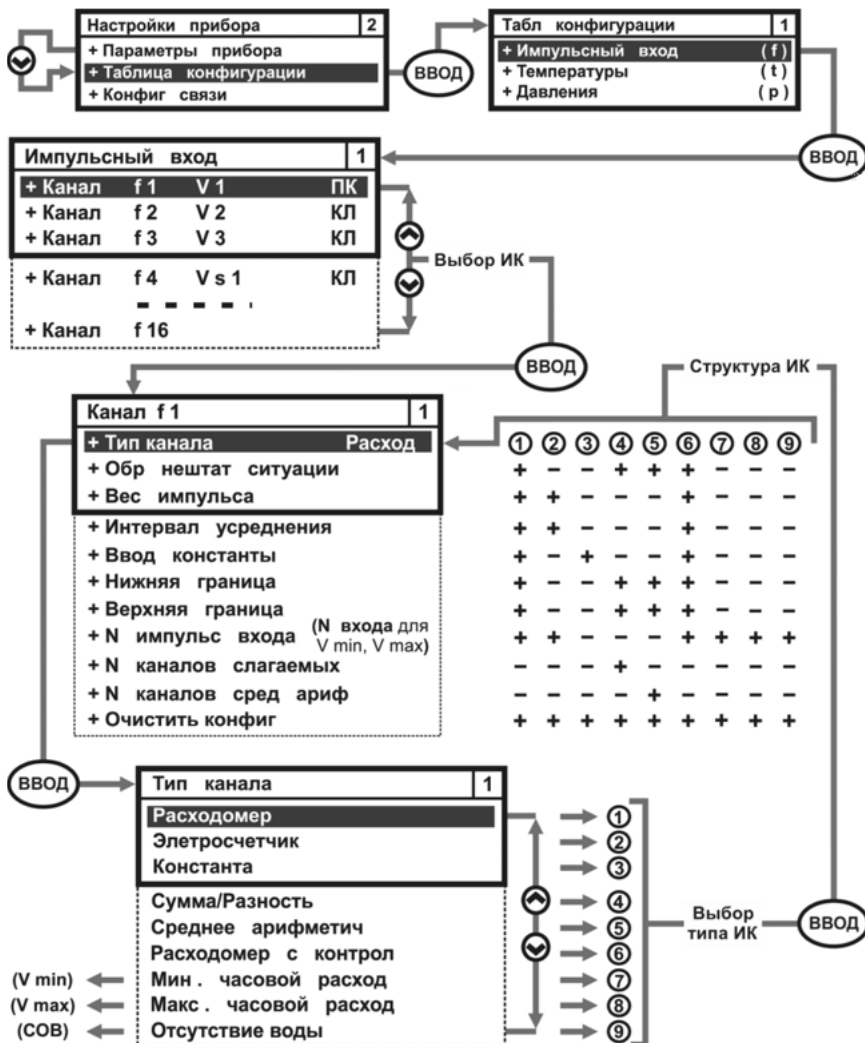 Настройки прибора 2
+ Параметры прибора
+ Таблица конфигурации
+ Конфиг связи
ВВОД
Табл конфигурации 1
+ Импульсный вход (f)
+ Температуры (t)
+ Давления (p)
ВВОД
Импульсный вход 1
+ Канал f 1 V 1 ПК
+ Канал f 2 V 2 КЛ
+ Канал f 3 V 3 КЛ
+ Канал f 4 V s 1 КЛ
+ Канал f 16
Выбор ИК
ВВОД
Структура ИК
Канал f 1 1
+ Тип канала Расход
+ Обр нештат ситуации
+ Вес импульса
+ Интервал усреднения
+ Ввод константы
+ Нижняя граница
+ Верхняя граница
+ N импульс входа (N входа для
V min, V max)
+ N каналов слагаемых
+ N каналов сред ариф
+ Очистить конфиг
1 2 3 4 5 6 7 8 9
+ − − + + + − − −
+ + − − − + − − −
+ + − − − + − − −
+ − + − − + − − −
+ − − + + + − − −
+ − − + + + − − −
+ + − − − + + + +
− − − + − − − − −
− − − − + − − − −
+ + + + + + + + +
ВВОД
Тип канала 1
Расходомер 1
Элетросчетчик 2
Константа 3
Сумма/Разность 4
Среднее арифметич 5
Расходомер с контрол 6
(V min) Мин . часовой расход 7
(V max) Макс . часовой расход 8
(СОВ) Отсутствие воды 9
Выбор
типа ИК
ВВОД